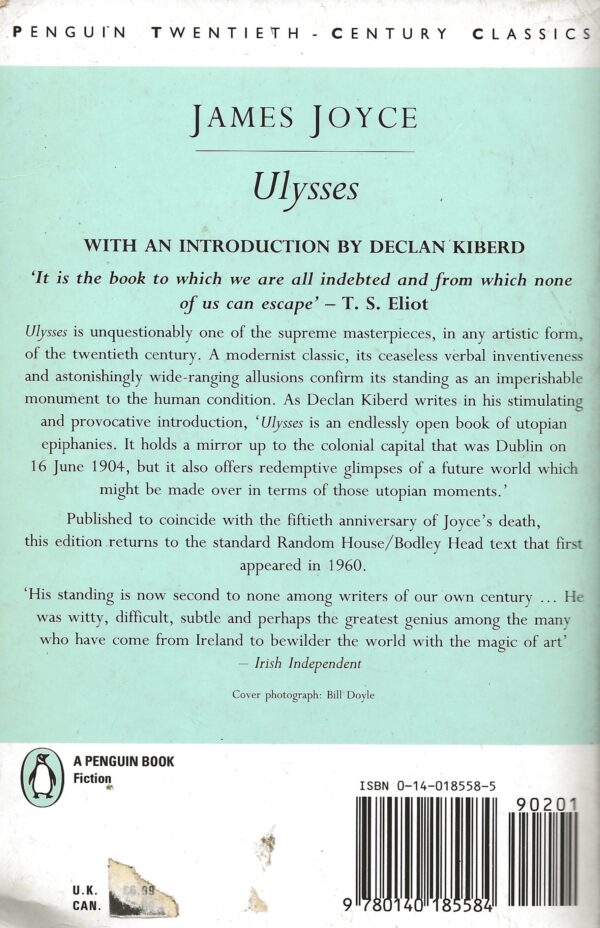 PENGUIN TWENTIETH-CENTURY CLASSICS
JAMES JOYCE
Ulysses
WITH AN INTRODUCTION BY DECLAN KIBERD
‘It is the book to which we are all indebted and from which none
of us can escape’ – T. S. Eliot
Ulysses is unquestionably one of the supreme masterpieces, in any artistic form,
of the twentieth century. A modernist classic, its ceaseless verbal inventiveness
and astonishingly wide-ranging allusions confirm its standing as an imperishable
monument to the human condition. As Declan Kiberd writes in his stimulating
and provocative introduction, ‘Ulysses is an endlessly open book of utopian
epiphanies. It holds a mirror up to the colonial capital that was Dublin on
16 June 1904, but it also offers redemptive glimpses of a future world which
might be made over in terms of those utopian moments.’
Published to coincide with the fiftieth anniversary of Joyce’s death,
this edition returns to the standard Random House/Bodley Head text that first
appeared in 1960.
‘His standing is now second to none among writers of our own century ... He
was witty, difficult, subtle and perhaps the greatest genius among the many
who have come from Ireland to bewilder the world with the magic of art’
– Irish Independent
Cover photograph: Bill Doyle
A PENGUIN BOOK
Fiction
ISBN 0-14-018558-5
90201
U.K. £6.99
CAN.
9 780140 185584